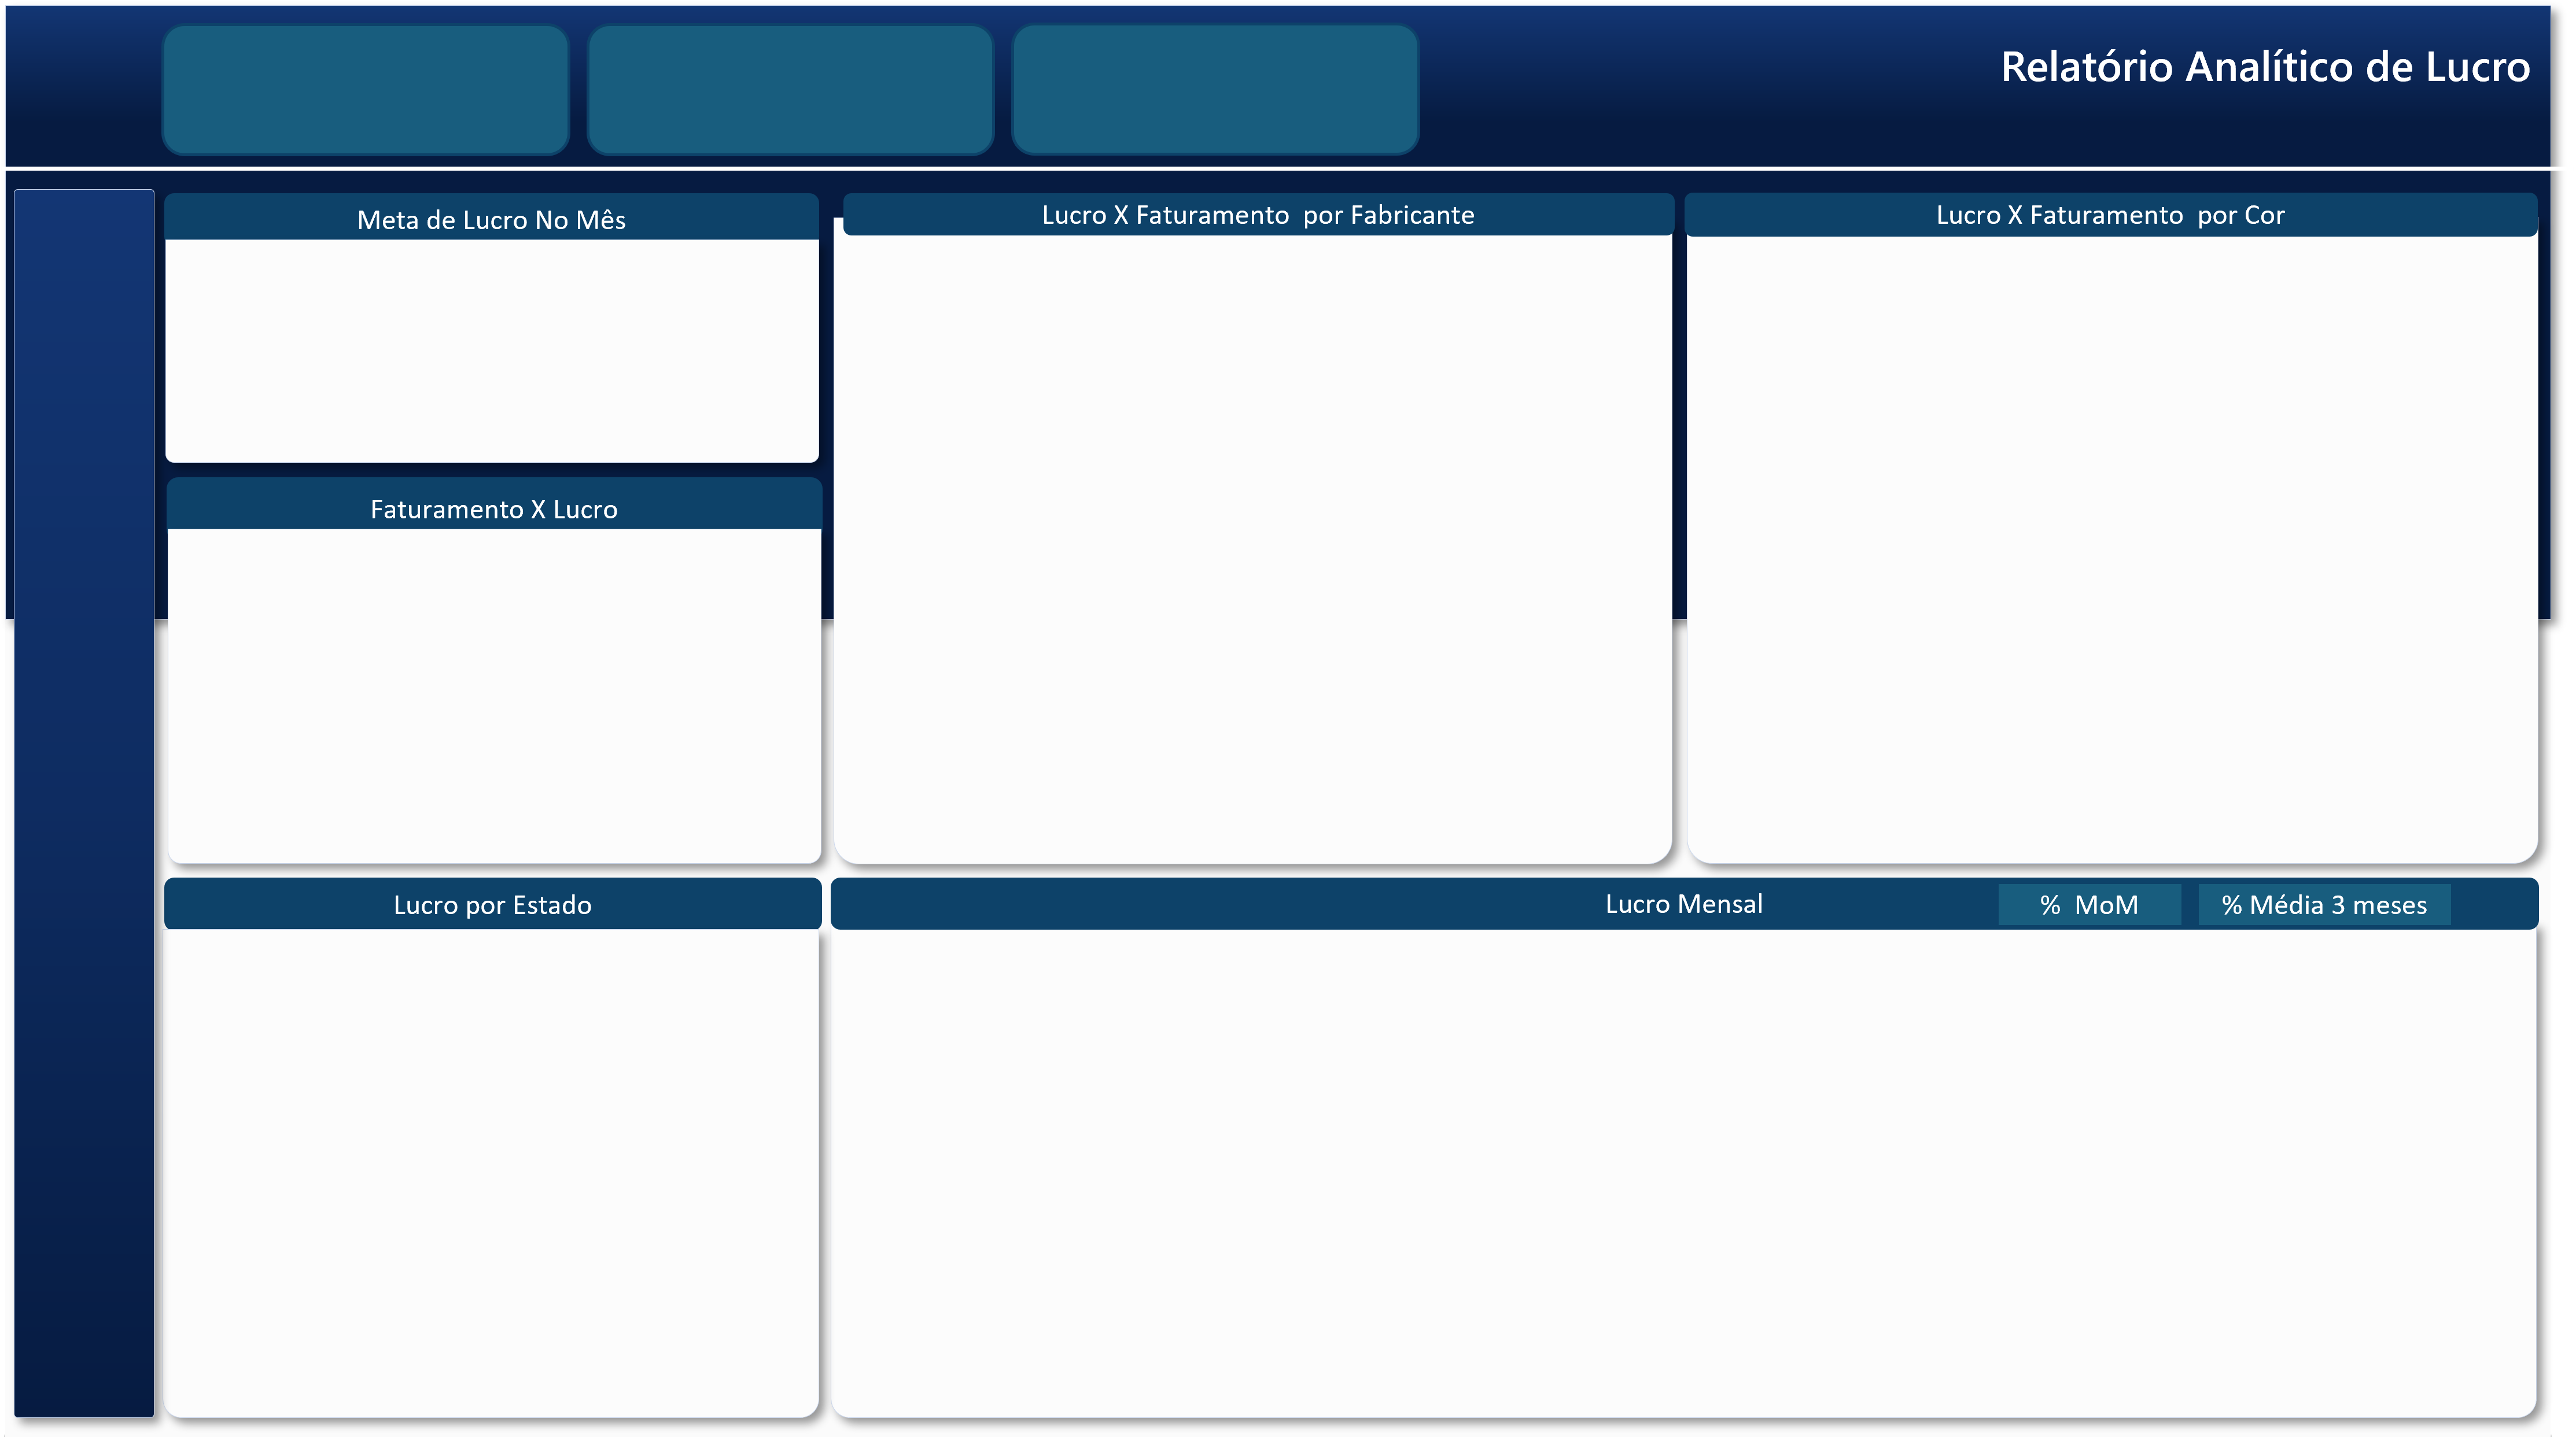 Relatório Analítico de Lucro
Meta de Lucro No Mês
Lucro X Faturamento  por Fabricante
Lucro X Faturamento  por Cor
Faturamento X Lucro
Lucro por Estado
Lucro Mensal
%  MoM
% Média 3 meses